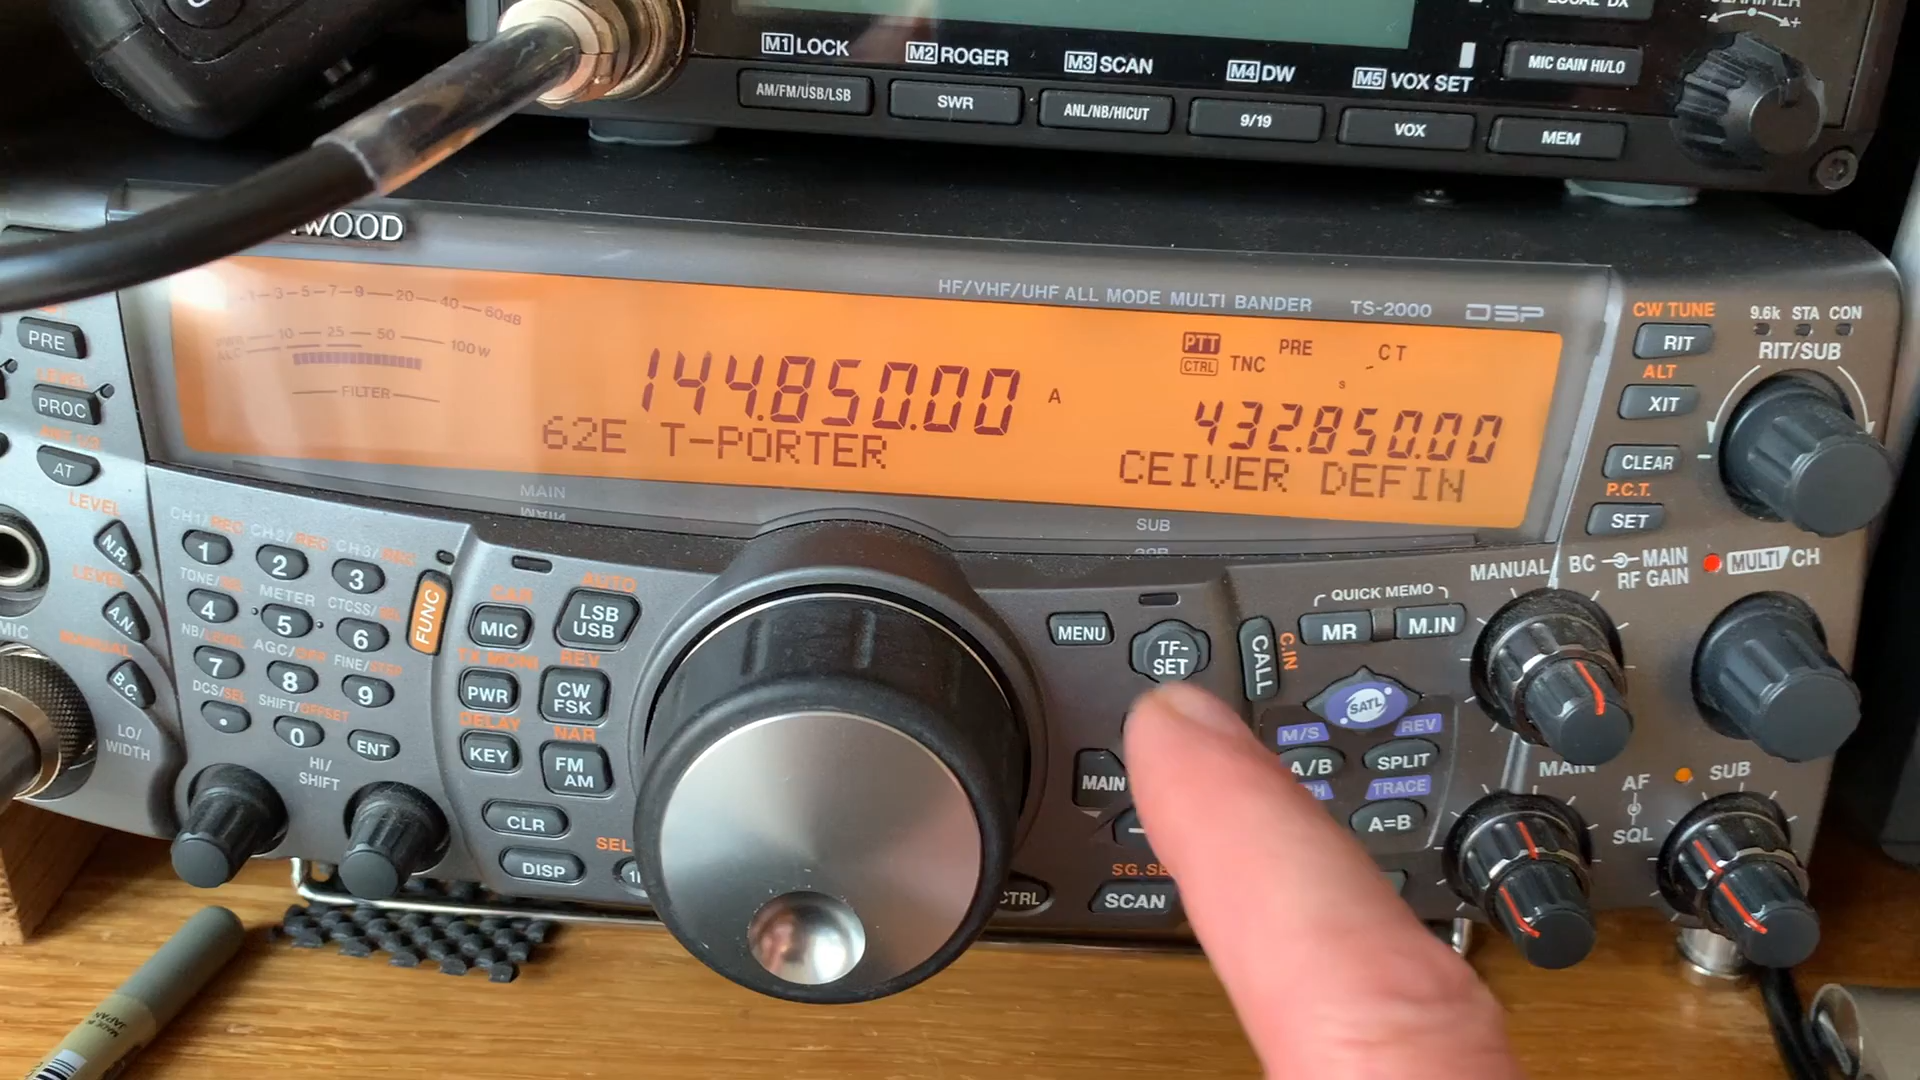 M1 LOCK
M2 ROGER
M3 SCAN
M4 DW
M5 VOX SET
AM/FM/USB/LSB
SWR
ANL/NB/HICUT
9/19
VOX
MEM
LOCAL DX
MIC GAIN HI/LO
HF/VHF/UHF ALL MODE MULTI BANDER TS-2000 DSP
1 3 5 7 9 20 40 60dB
PWR 10 25 50 100 W
ALC
FILTER
144.850.00 A
62E T-PORTER
PTT
CTRL
TNC
PRE
CT
s
432.850.00
CEIVER DEFIN
MAIN
SUB
PRE
LEVEL
PROC
AT
LEVEL
N.R.
LEVEL
A.N.
MANUAL
B.C.
MIC
LO/
WIDTH
HI/
SHIFT
CH1/REC
CH2/REC
CH3/REC
1
2
3
TONE/SEL
METER
CTCSS/SEL
4
5
6
NB/LEVEL
AGC/OFF
FINE/STEP
7
8
9
DCS/SEL
SHIFT/OFFSET
.
0
ENT
FUNC
CAR
MIC
AUTO
LSB
USB
TX MONI
PWR
REV
CW
FSK
DELAY
KEY
NAR
FM
AM
CLR
DISP
SEL
MENU
TF-
SET
MAIN
SCAN
CALL
C.IN
QUICK MEMO
MR
M.IN
SATL
M/S
REV
A/B
SPLIT
TRACE
A=B
CW TUNE
RIT
ALT
XIT
CLEAR
P.C.T.
SET
9.6k STA CON
RIT/SUB
MANUAL BC
MAIN
RF GAIN
MULTI CH
MAIN
AF
SQL
SUB